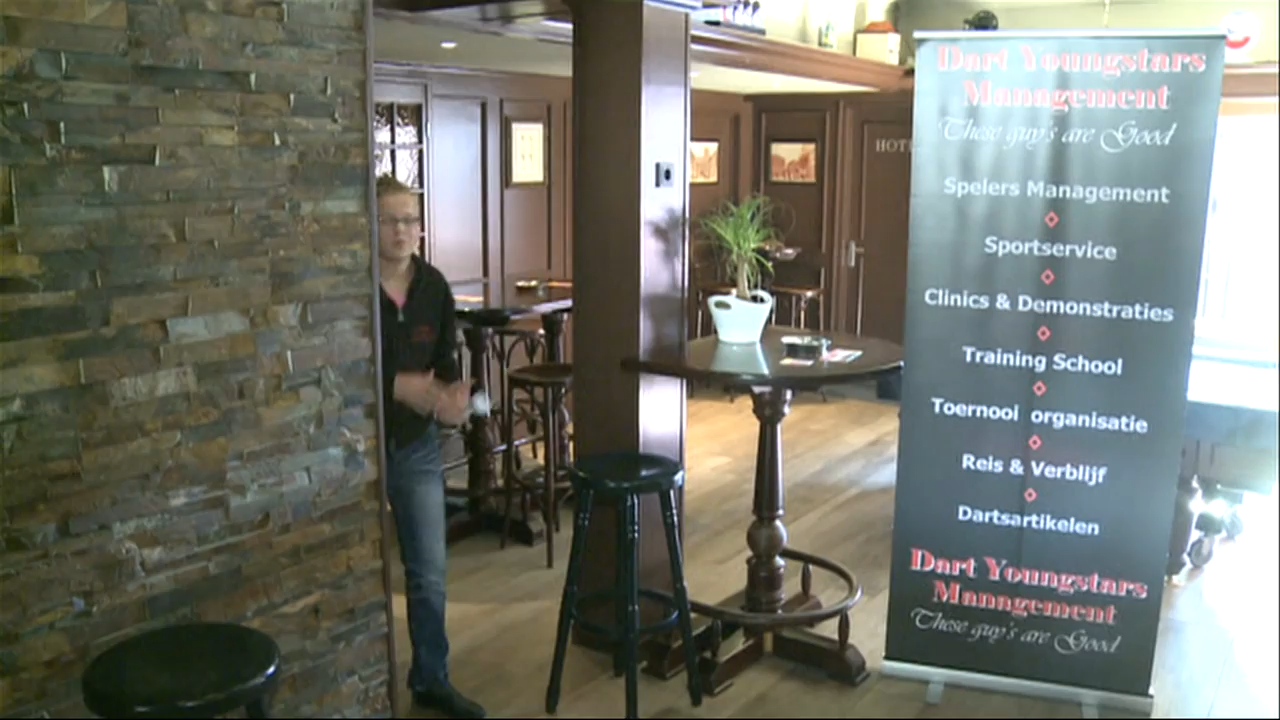 Dart Youngstars
Management
These guy's are Good
Spelers Management
Sportservice
Clinics & Demonstraties
Training School
Toernooi organisatie
Reis & Verblijf
Dartsartikelen
Dart Youngstars
Management
These guy's are Good